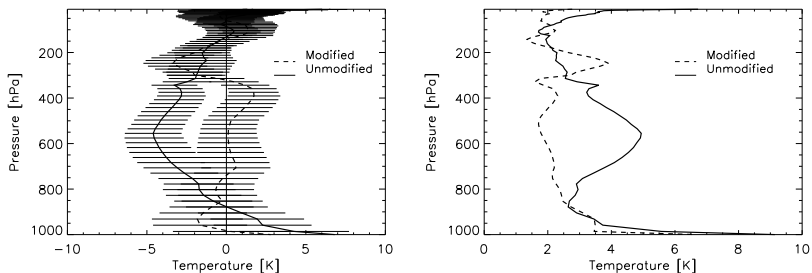 Modified
Unmodified
Pressure [hPa]
200
400
600
800
1000
−10
−5
0
5
10
Temperature [K]
Modified
Unmodified
Pressure [hPa]
200
400
600
800
1000
0
2
4
6
8
10
Temperature [K]